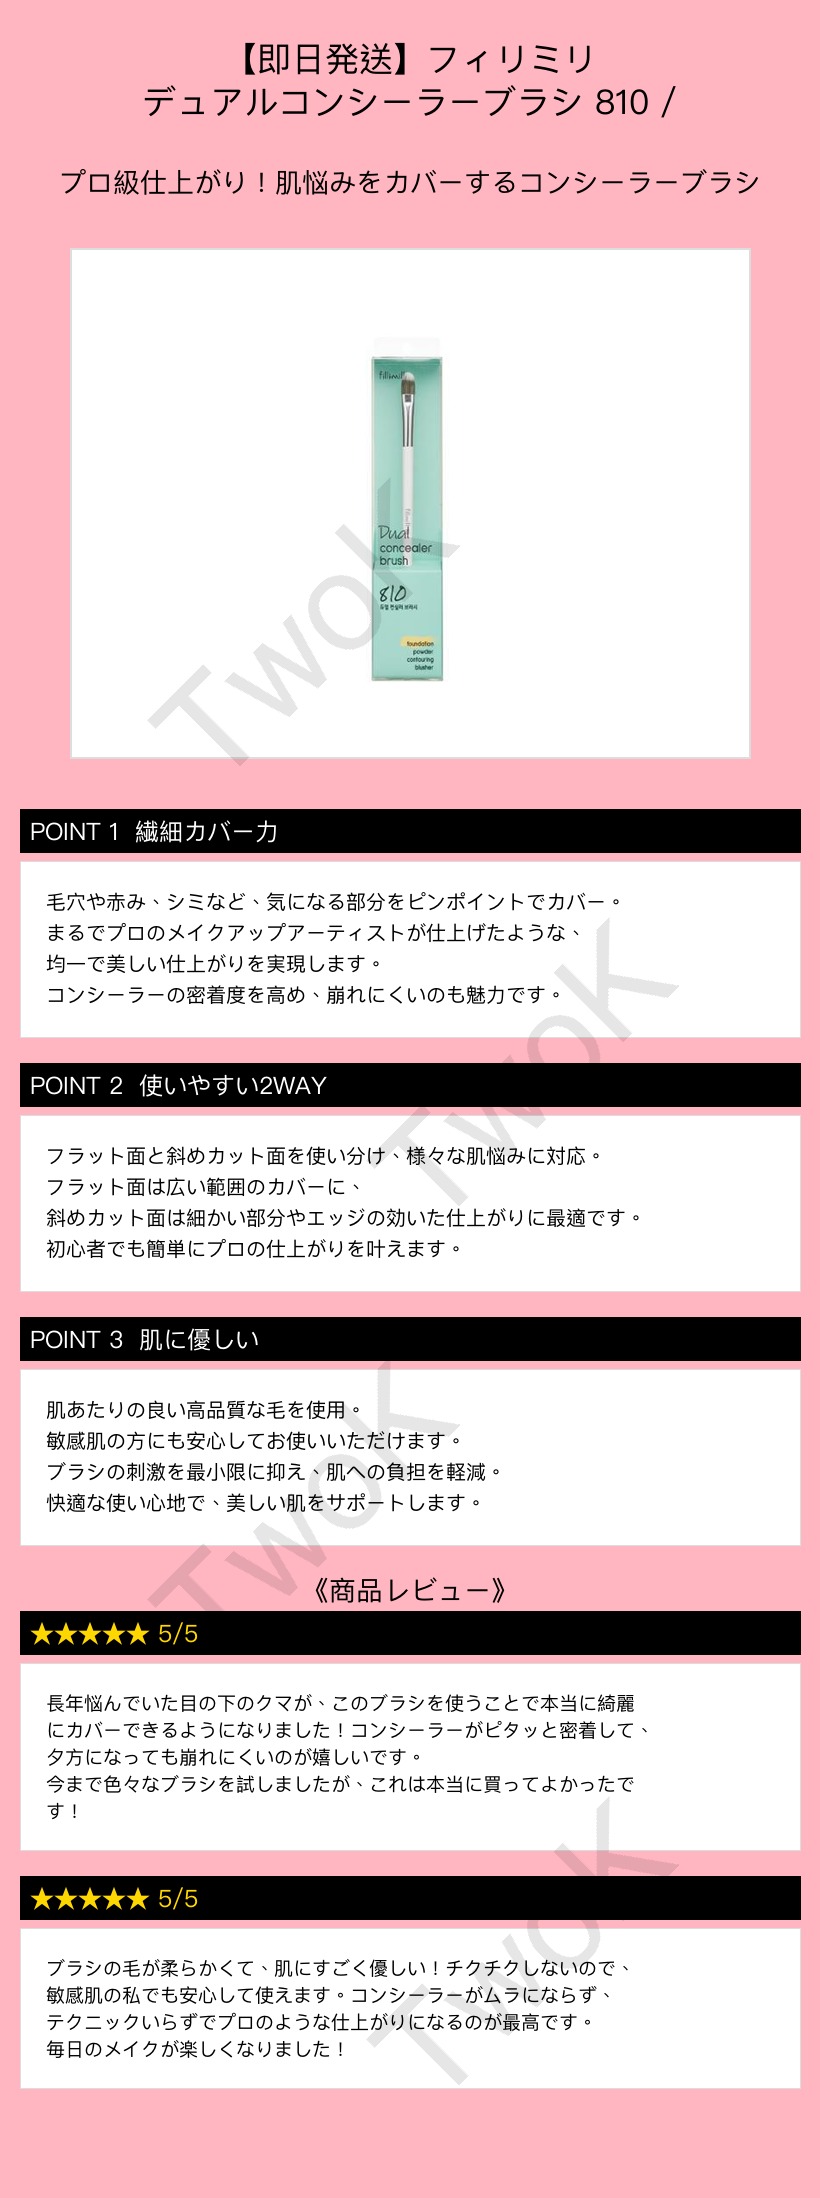 【即日発送】フィリミリ
デュアルコンシーラーブラシ 810 /
プロ級仕上がり！肌悩みをカバーするコンシーラーブラシ
fillimilli
Dual
concealer
brush
810
듀얼 컨실러 브러시
foundation
powder
contouring
blusher
TwoK
POINT 1 繊細カバー力
毛穴や赤み、シミなど、気になる部分をピンポイントでカバー。
まるでプロのメイクアップアーティストが仕上げたような、
均一で美しい仕上がりを実現します。
コンシーラーの密着度を高め、崩れにくいのも魅力です。
TwoK
POINT 2 使いやすい2WAY
フラット面と斜めカット面を使い分け、様々な肌悩みに対応。
フラット面は広い範囲のカバーに、
斜めカット面は細かい部分やエッジの効いた仕上がりに最適です。
初心者でも簡単にプロの仕上がりを叶えます。
POINT 3 肌に優しい
肌あたりの良い高品質な毛を使用。
敏感肌の方にも安心してお使いいただけます。
ブラシの刺激を最小限に抑え、肌への負担を軽減。
快適な使い心地で、美しい肌をサポートします。
TwoK
《商品レビュー》
★★★★★ 5/5
長年悩んでいた目の下のクマが、このブラシを使うことで本当に綺麗
にカバーできるようになりました！コンシーラーがピタッと密着して、
夕方になっても崩れにくいのが嬉しいです。
今まで色々なブラシを試しましたが、これは本当に買ってよかったで
す！
★★★★★ 5/5
ブラシの毛が柔らかくて、肌にすごく優しい！チクチクしないので、
敏感肌の私でも安心して使えます。コンシーラーがムラにならず、
テクニックいらずでプロのような仕上がりになるのが最高です。
毎日のメイクが楽しくなりました！
TwoK